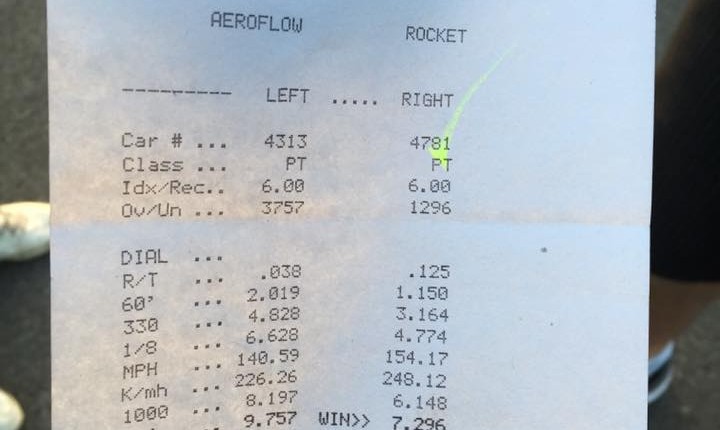 AEROFLOW ROCKET
--------- LEFT ..... RIGHT
Car # ... 4313 4781
Class ... PT PT
Idx/Rec.. 6.00 6.00
Ov/Un ... 3757 1296
DIAL ...
R/T ... .038 .125
60' ... 2.019 1.150
330 ... 4.828 3.164
1/8 ... 6.628 4.774
MPH ... 140.59 154.17
K/mh ... 226.26 248.12
1000 ... 8.197 6.148
9.757 WIN>> 7.296